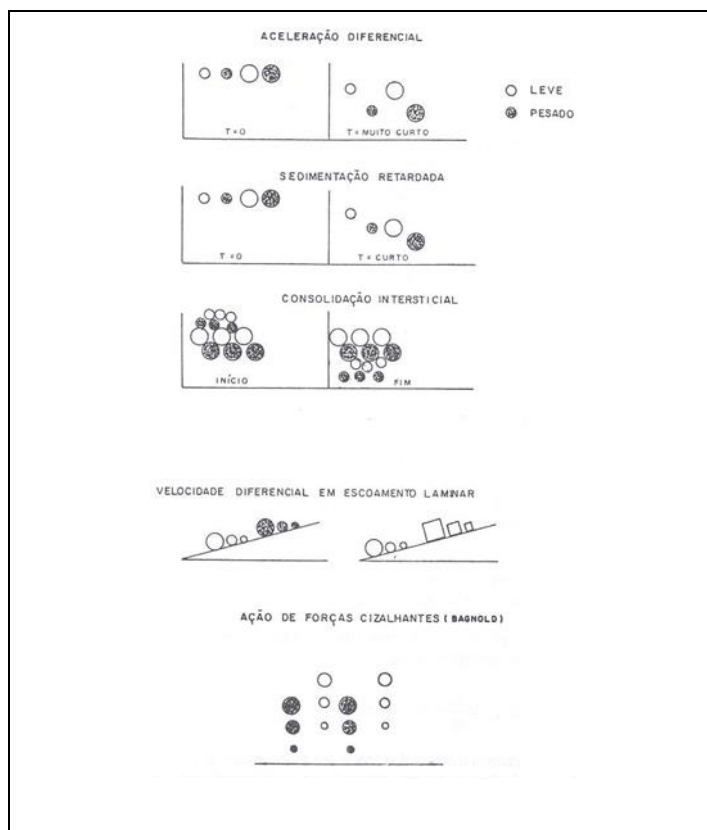 ACELERAÇÃO DIFERENCIAL
LEVE
PESADO
T=0
T= MUITO CURTO
SEDIMENTAÇÃO RETARDADA
T=0
T= CURTO
CONSOLIDAÇÃO INTERSTICIAL
INÍCIO
FIM
VELOCIDADE DIFERENCIAL EM ESCOAMENTO LAMINAR
AÇÃO DE FORÇAS CIZALHANTES ( BAGNOLD)